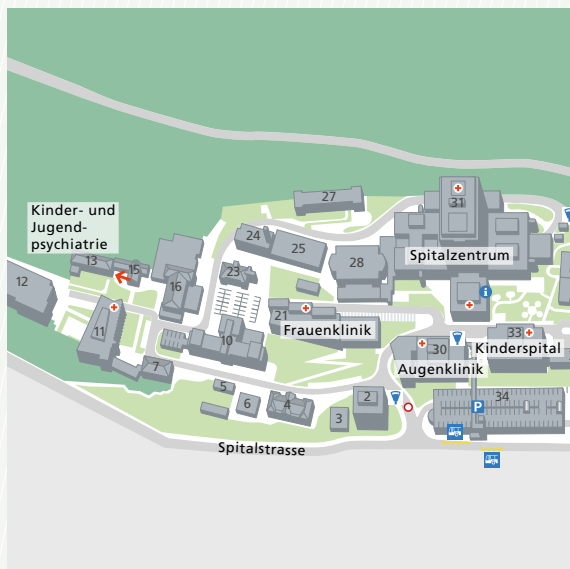 27
31
Kinder- und
Jugend-
psychiatrie
24
25
28
Spitalzentrum
13
15
23
12
16
i
21
Frauenklinik
11
10
33
30
Kinderspital
7
Augenklinik
5
6
4
2
34
3
P
Spitalstrasse